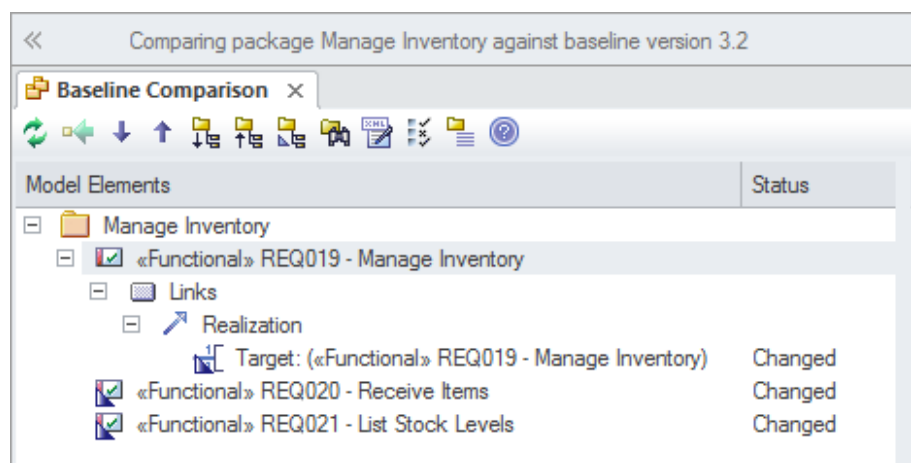 Comparing package Manage Inventory against baseline version 3.2
Baseline Comparison
Model Elements Status
Manage Inventory
«Functional» REQ019 - Manage Inventory
Links
Realization
Target: («Functional» REQ019 - Manage Inventory) Changed
«Functional» REQ020 - Receive Items Changed
«Functional» REQ021 - List Stock Levels Changed